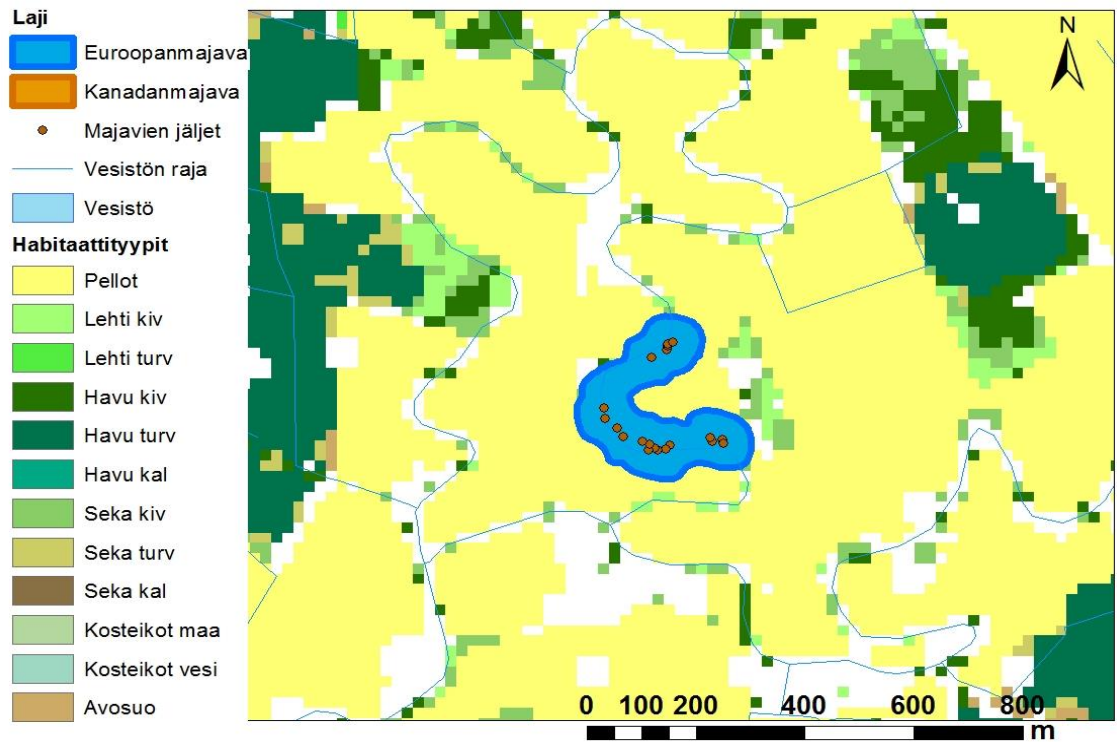 Laji
Euroopanmajava
Kanadanmajava
Majavien jäljet
Vesistön raja
Vesistö
Habitaattityypit
Pellot
Lehti kiv
Lehti turv
Havu kiv
Havu turv
Havu kal
Seka kiv
Seka turv
Seka kal
Kosteikot maa
Kosteikot vesi
Avosuo
N
0 100 200 400 600 800
m